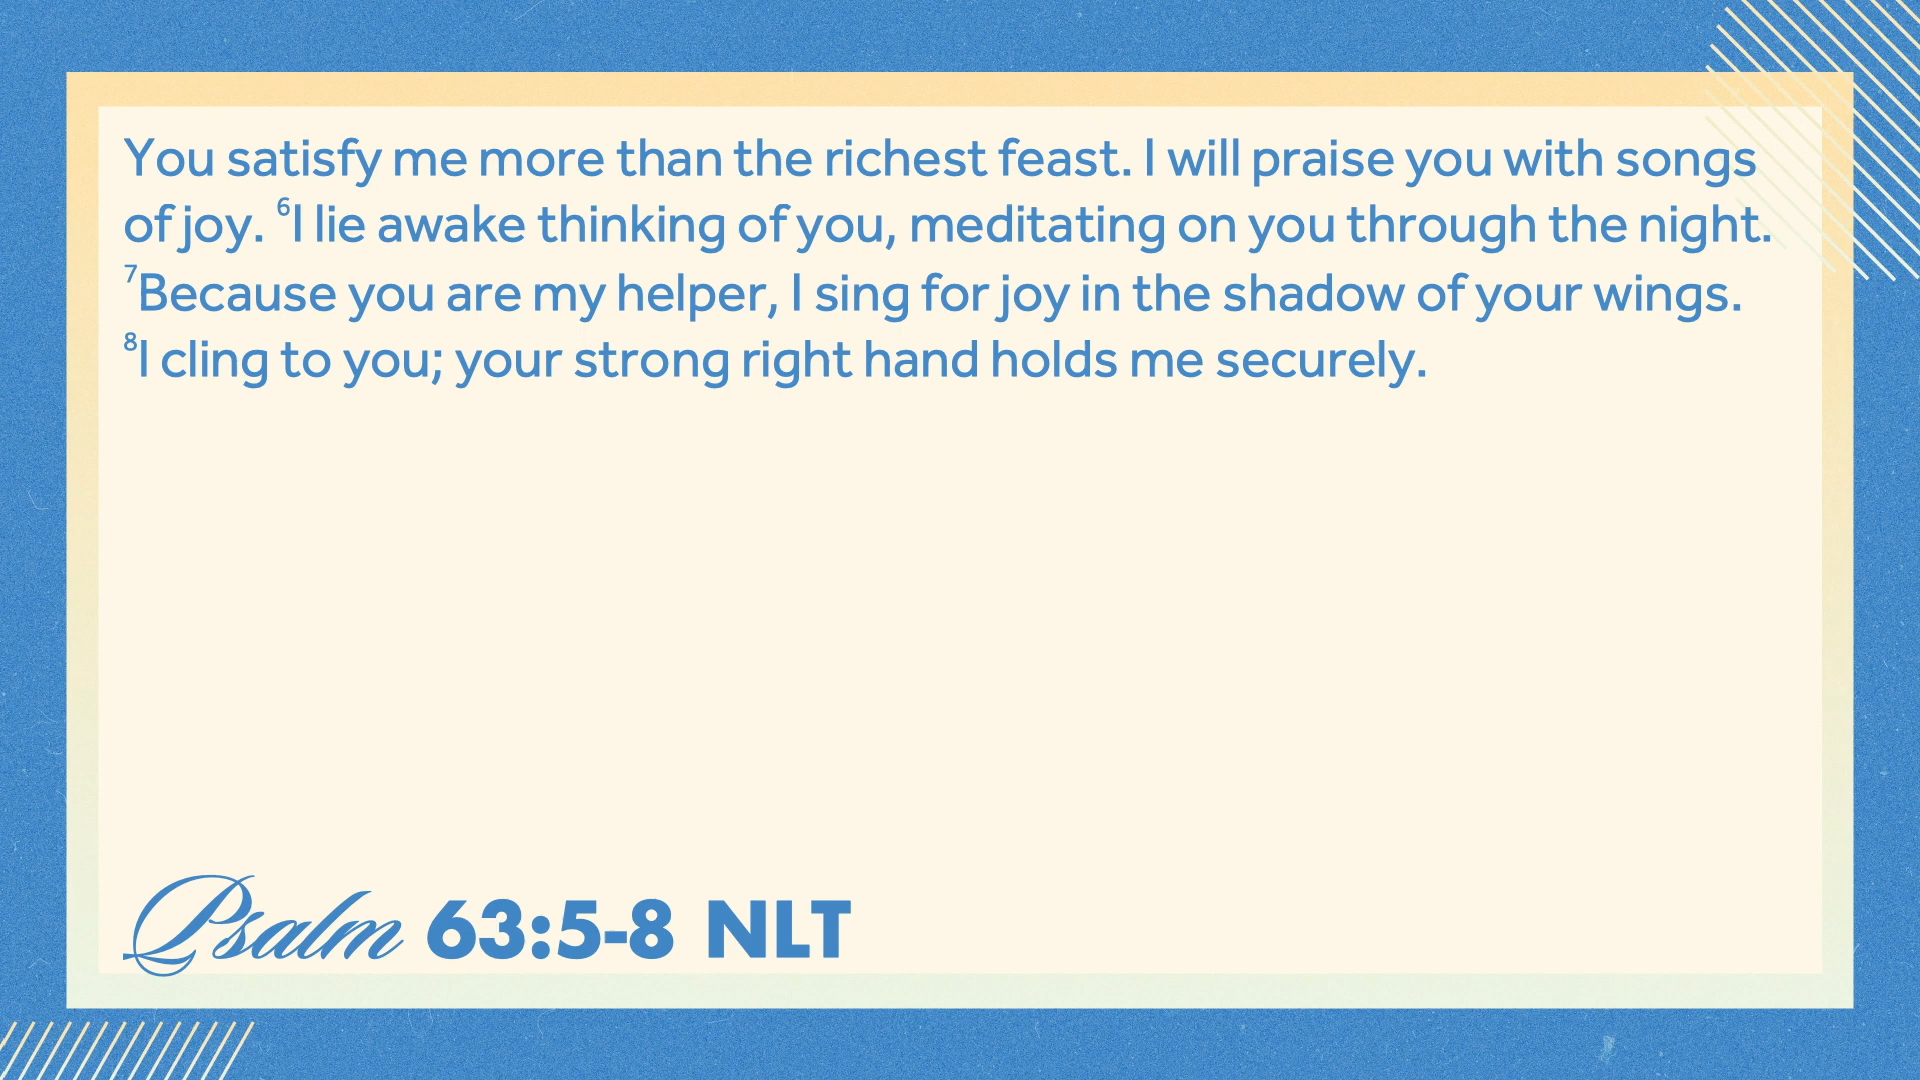 You satisfy me more than the richest feast. I will praise you with songs
of joy. ⁶I lie awake thinking of you, meditating on you through the night.
⁷Because you are my helper, I sing for joy in the shadow of your wings.
⁸I cling to you; your strong right hand holds me securely.
Psalm 63:5-8 NLT